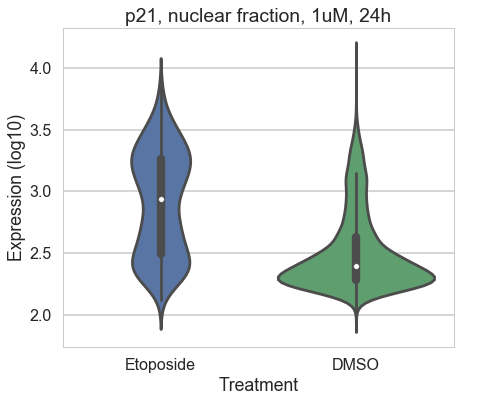 p21, nuclear fraction, 1uM, 24h
Expression (log10)
4.0
3.5
3.0
2.5
2.0
Etoposide DMSO
Treatment